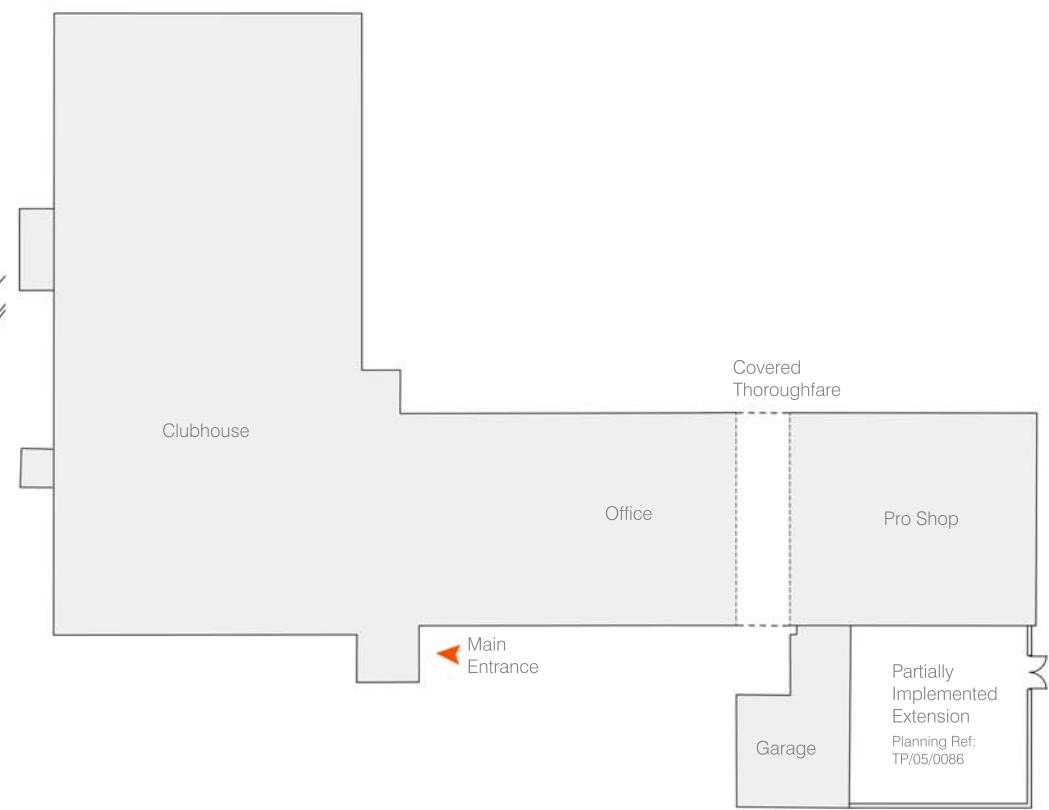 Covered
Thoroughfare
Clubhouse
Office
Pro Shop
Main
Entrance
Partially
Implemented
Extension
Planning Ref:
TP/05/0086
Garage